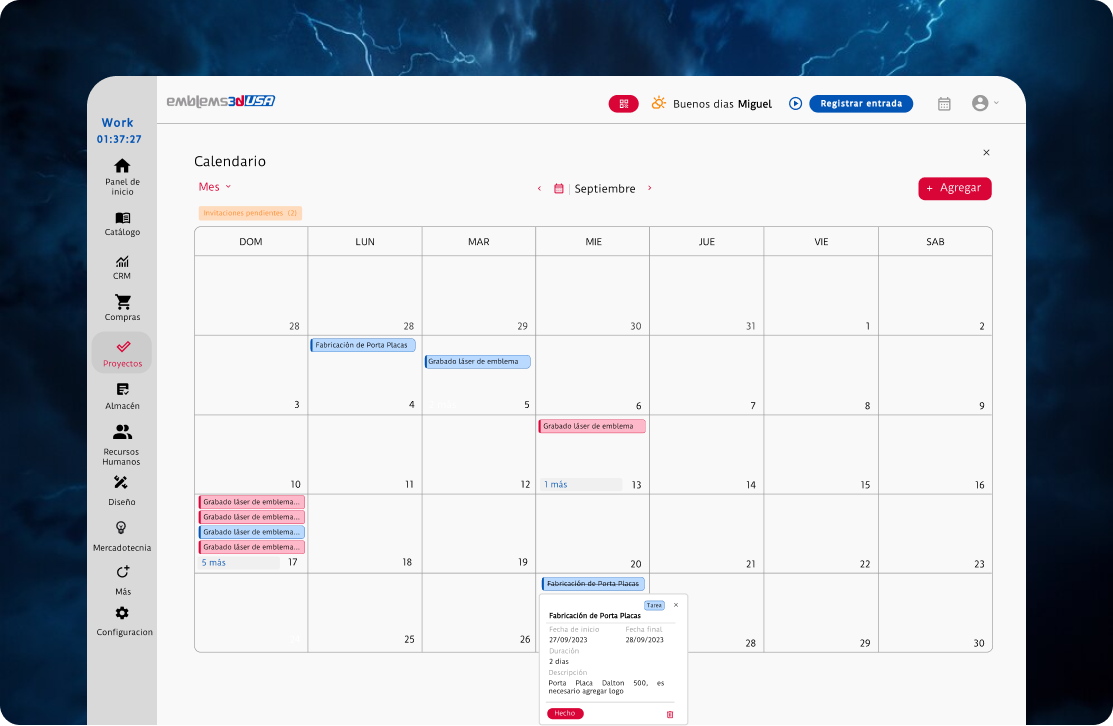 emblems3DUSA
Buenos dias Miguel
Registrar entrada
Work
01:37:27
Panel de
inicio
Catálogo
CRM
Compras
Proyectos
Almacén
Recursos
Humanos
Diseño
Mercadotecnia
Más
Configuracion
Calendario
Mes
Septiembre
+ Agregar
Invitaciones pendientes (2)
DOM LUN MAR MIE JUE VIE SAB
28 28 29 30 31 1 2
Fabricación de Porta Placas
Grabado láser de emblema
3 4 5 6 7 8 9
Grabado láser de emblema
1 más
10 11 12 13 14 15 16
Grabado láser de emblema...
Grabado láser de emblema...
Grabado láser de emblema...
Grabado láser de emblema...
5 más
17 18 19 20 21 22 23
Fabricación de Porta Placas
25 26 28 29 30
Tarea
Fabricación de Porta Placas
Fecha de inicio Fecha final
27/09/2023 28/09/2023
Duración
2 dias
Descripción
Porta Placa Dalton 500, es
necesario agregar logo
Hecho